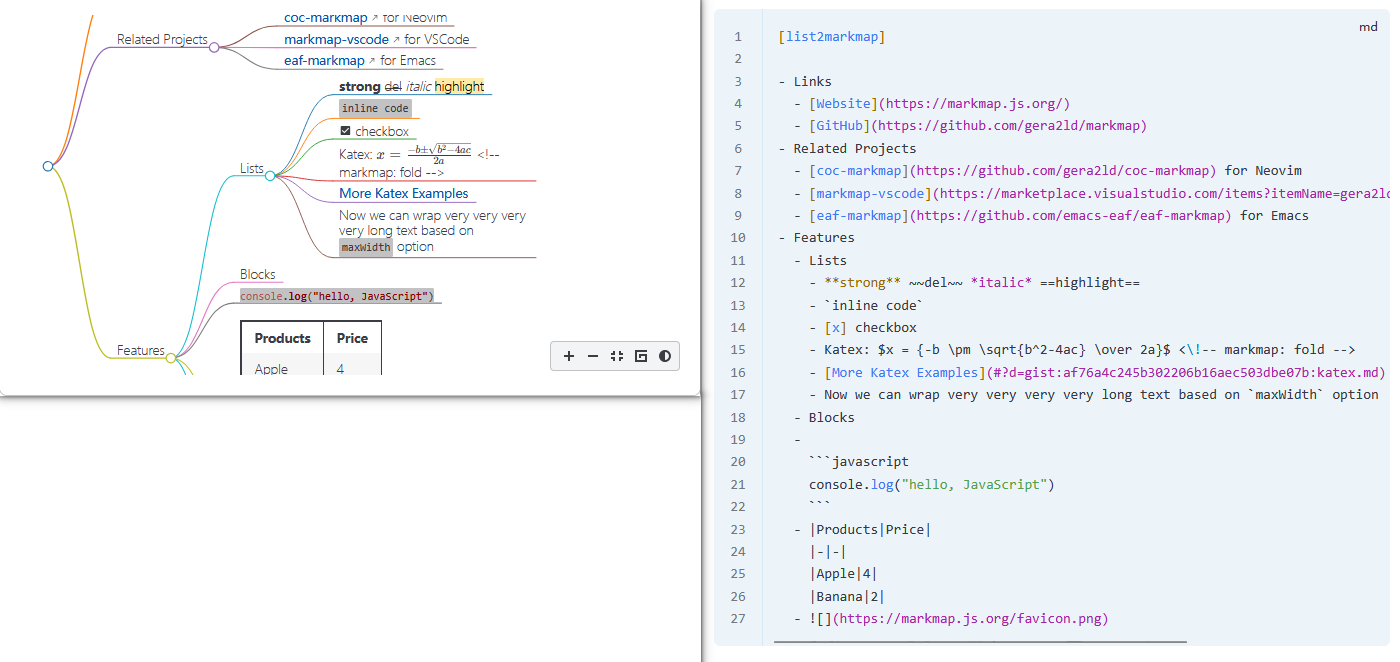 coc-markmap ↗ for Neovim
Related Projects
markmap-vscode ↗ for VSCode
eaf-markmap ↗ for Emacs
strong del italic highlight
inline code
checkbox
Katex: x = −b±√b²−4ac / 2a <!--
markmap: fold -->
Lists
More Katex Examples
Now we can wrap very very very
very long text based on
maxWidth option
Blocks
console.log("hello, JavaScript")
Products Price
Features
Apple 4
md
1 [list2markmap]
2
3 - Links
4 - [Website](https://markmap.js.org/)
5 - [GitHub](https://github.com/gera2ld/markmap)
6 - Related Projects
7 - [coc-markmap](https://github.com/gera2ld/coc-markmap) for Neovim
8 - [markmap-vscode](https://marketplace.visualstudio.com/items?itemName=gera2ld
9 - [eaf-markmap](https://github.com/emacs-eaf/eaf-markmap) for Emacs
10 - Features
11 - Lists
12 - **strong** ~~del~~ *italic* ==highlight==
13 - `inline code`
14 - [x] checkbox
15 - Katex: $x = {-b \pm \sqrt{b^2-4ac} \over 2a}$ <\!-- markmap: fold -->
16 - [More Katex Examples](#?d=gist:af76a4c245b302206b16aec503dbe07b:katex.md)
17 - Now we can wrap very very very very long text based on `maxWidth` option
18 - Blocks
19 -
20 ```javascript
21 console.log("hello, JavaScript")
22 ```
23 - |Products|Price|
24 |-|-|
25 |Apple|4|
26 |Banana|2|
27 - ![](https://markmap.js.org/favicon.png)